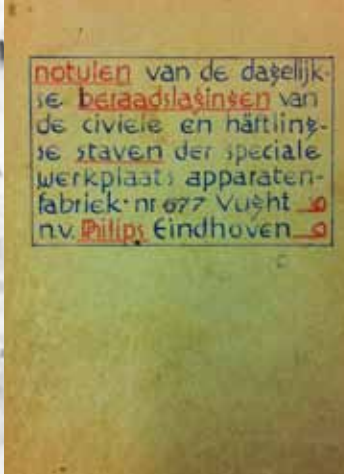 notulen van de dagelijk-
se beraadslagingen van
de civiele en häftling-
se staven der speciale
werkplaats apparaten-
fabriek·nr 677 Vught
n.v. Philips Eindhoven